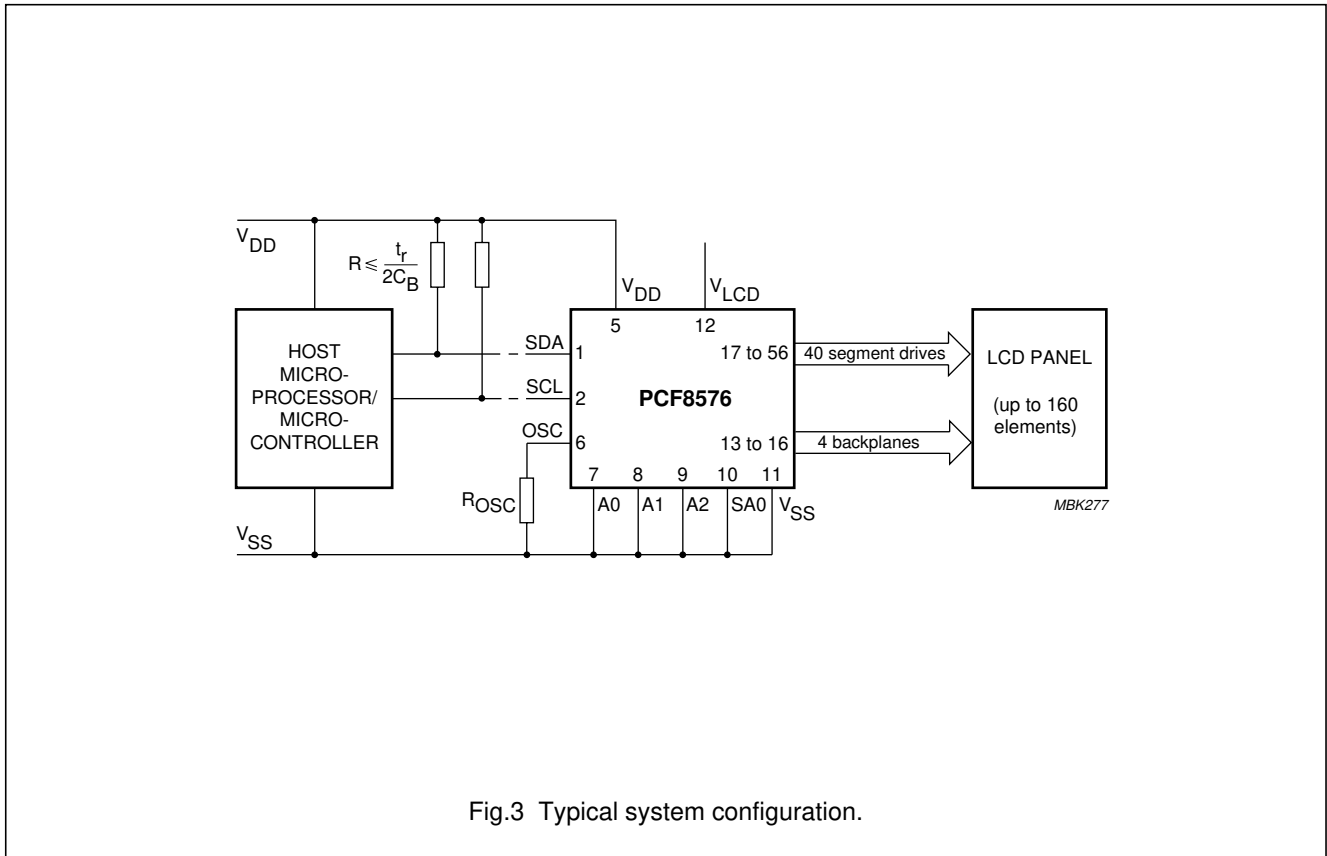 VDD
R ≤ tr
2CB
VDD
VLCD
5
12
HOST
MICRO-
PROCESSOR/
MICRO-
CONTROLLER
SDA
1
17 to 56
40 segment drives
LCD PANEL
SCL
2
PCF8576
(up to 160
elements)
OSC
6
13 to 16
4 backplanes
7
8
9
10
11
ROSC
A0
A1
A2
SA0
VSS
MBK277
VSS
Fig.3 Typical system configuration.